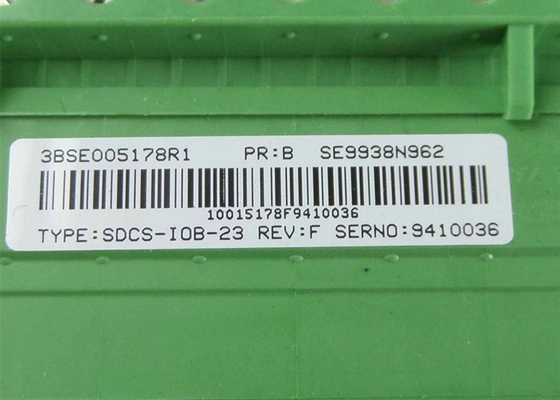 3BSE005178R1 PR:B SE9938N962
10015178F9410036
TYPE:SDCS-IOB-23 REV:F SERNO:9410036